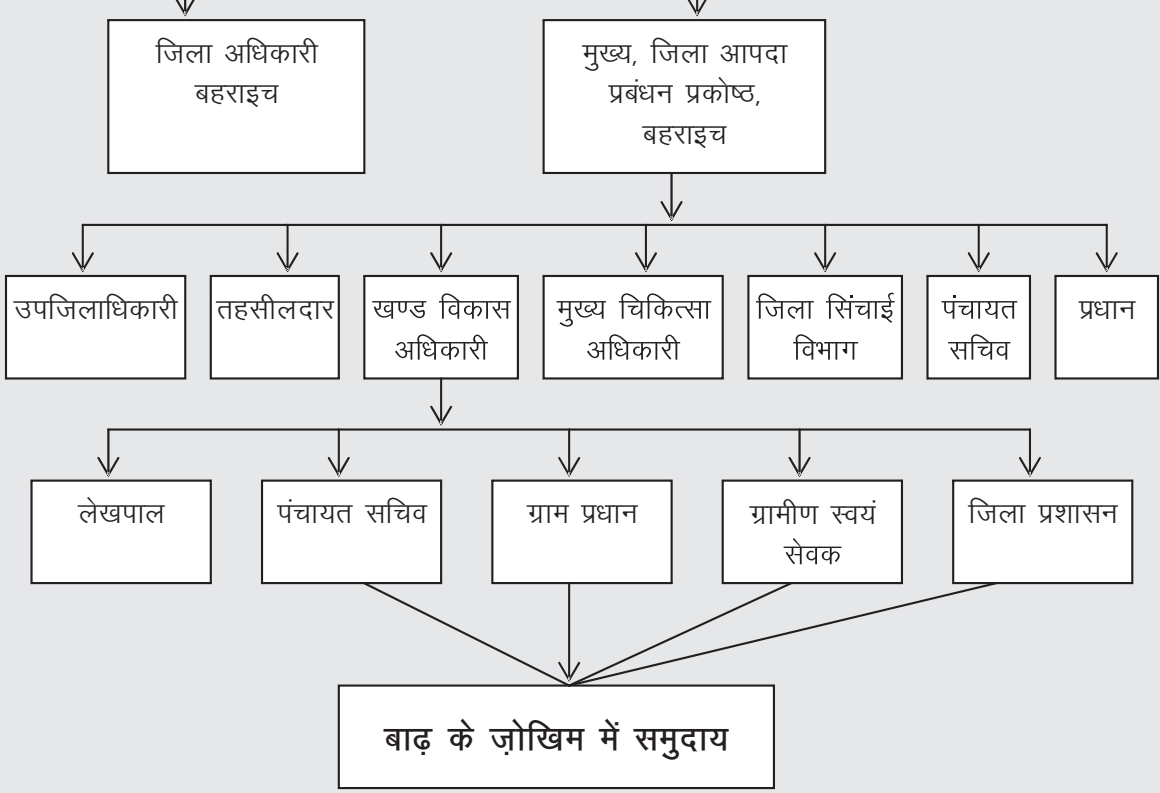 जिला अधिकारी
बहराइच
मुख्य, जिला आपदा
प्रबंधन प्रकोष्ठ,
बहराइच
उपजिलाधिकारी
तहसीलदार
खण्ड विकास
अधिकारी
मुख्य चिकित्सा
अधिकारी
जिला सिंचाई
विभाग
पंचायत
सचिव
प्रधान
लेखपाल
पंचायत सचिव
ग्राम प्रधान
ग्रामीण स्वयं
सेवक
जिला प्रशासन
बाढ़ के ज़ोखिम में समुदाय